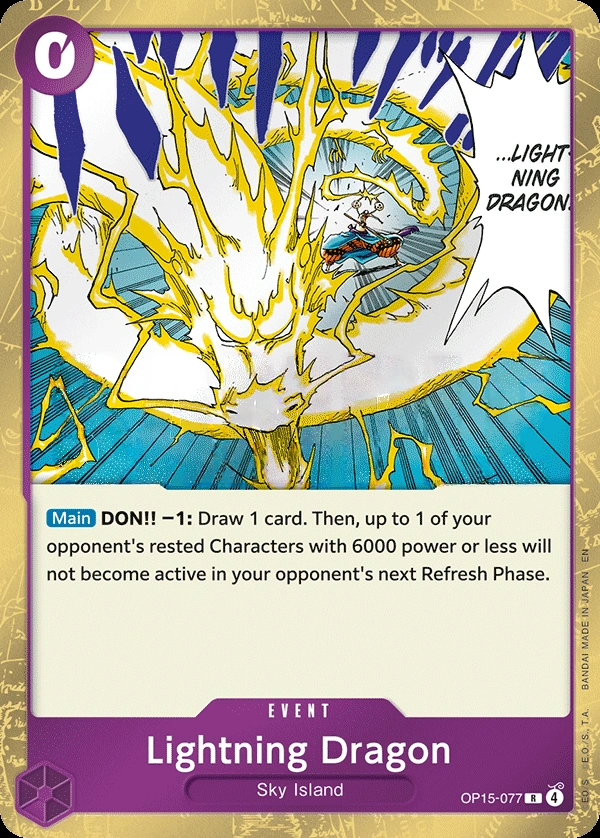 0
...LIGHT-
NING
DRAGON.
Main DON!! −1: Draw 1 card. Then, up to 1 of your
opponent's rested Characters with 6000 power or less will
not become active in your opponent's next Refresh Phase.
EVENT
Lightning Dragon
Sky Island
OP15-077 R 4
©E.O./S. ©E.O./S, T.A. BANDAI MADE IN JAPAN EN